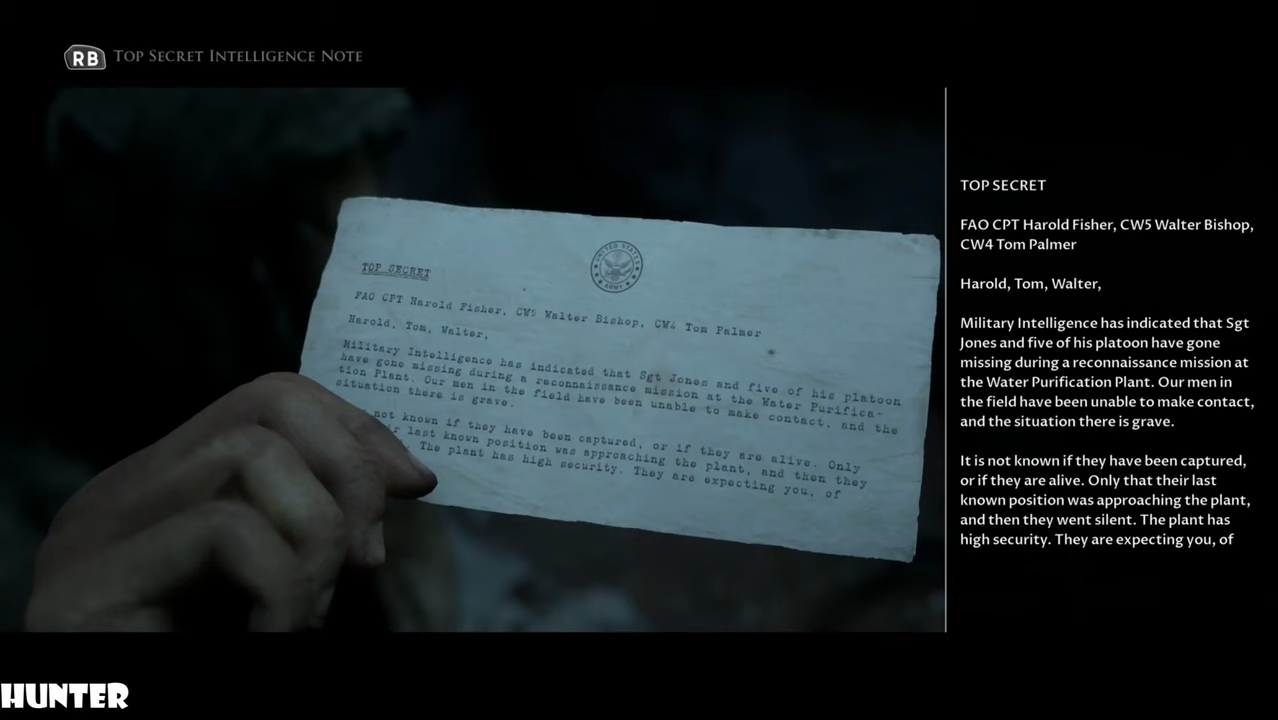 RB Top Secret Intelligence Note
TOP SECRET
FAO CPT Harold Fisher, CW5 Walter Bishop, CW4 Tom Palmer
Harold, Tom, Walter,
Military Intelligence has indicated that Sgt Jones and five of his platoon
have gone missing during a reconnaissance mission at the Water Purifica-
tion Plant. Our men in the field have been unable to make contact, and the
situation there is grave.
not known if they have been captured, or if they are alive. Only
ir last known position was approaching the plant, and then they
The plant has high security. They are expecting you, of
UNITED STATES
ARMY
TOP SECRET
FAO CPT Harold Fisher, CW5 Walter Bishop,
CW4 Tom Palmer
Harold, Tom, Walter,
Military Intelligence has indicated that Sgt
Jones and five of his platoon have gone
missing during a reconnaissance mission at
the Water Purification Plant. Our men in
the field have been unable to make contact,
and the situation there is grave.
It is not known if they have been captured,
or if they are alive. Only that their last
known position was approaching the plant,
and then they went silent. The plant has
high security. They are expecting you, of
HUNTER